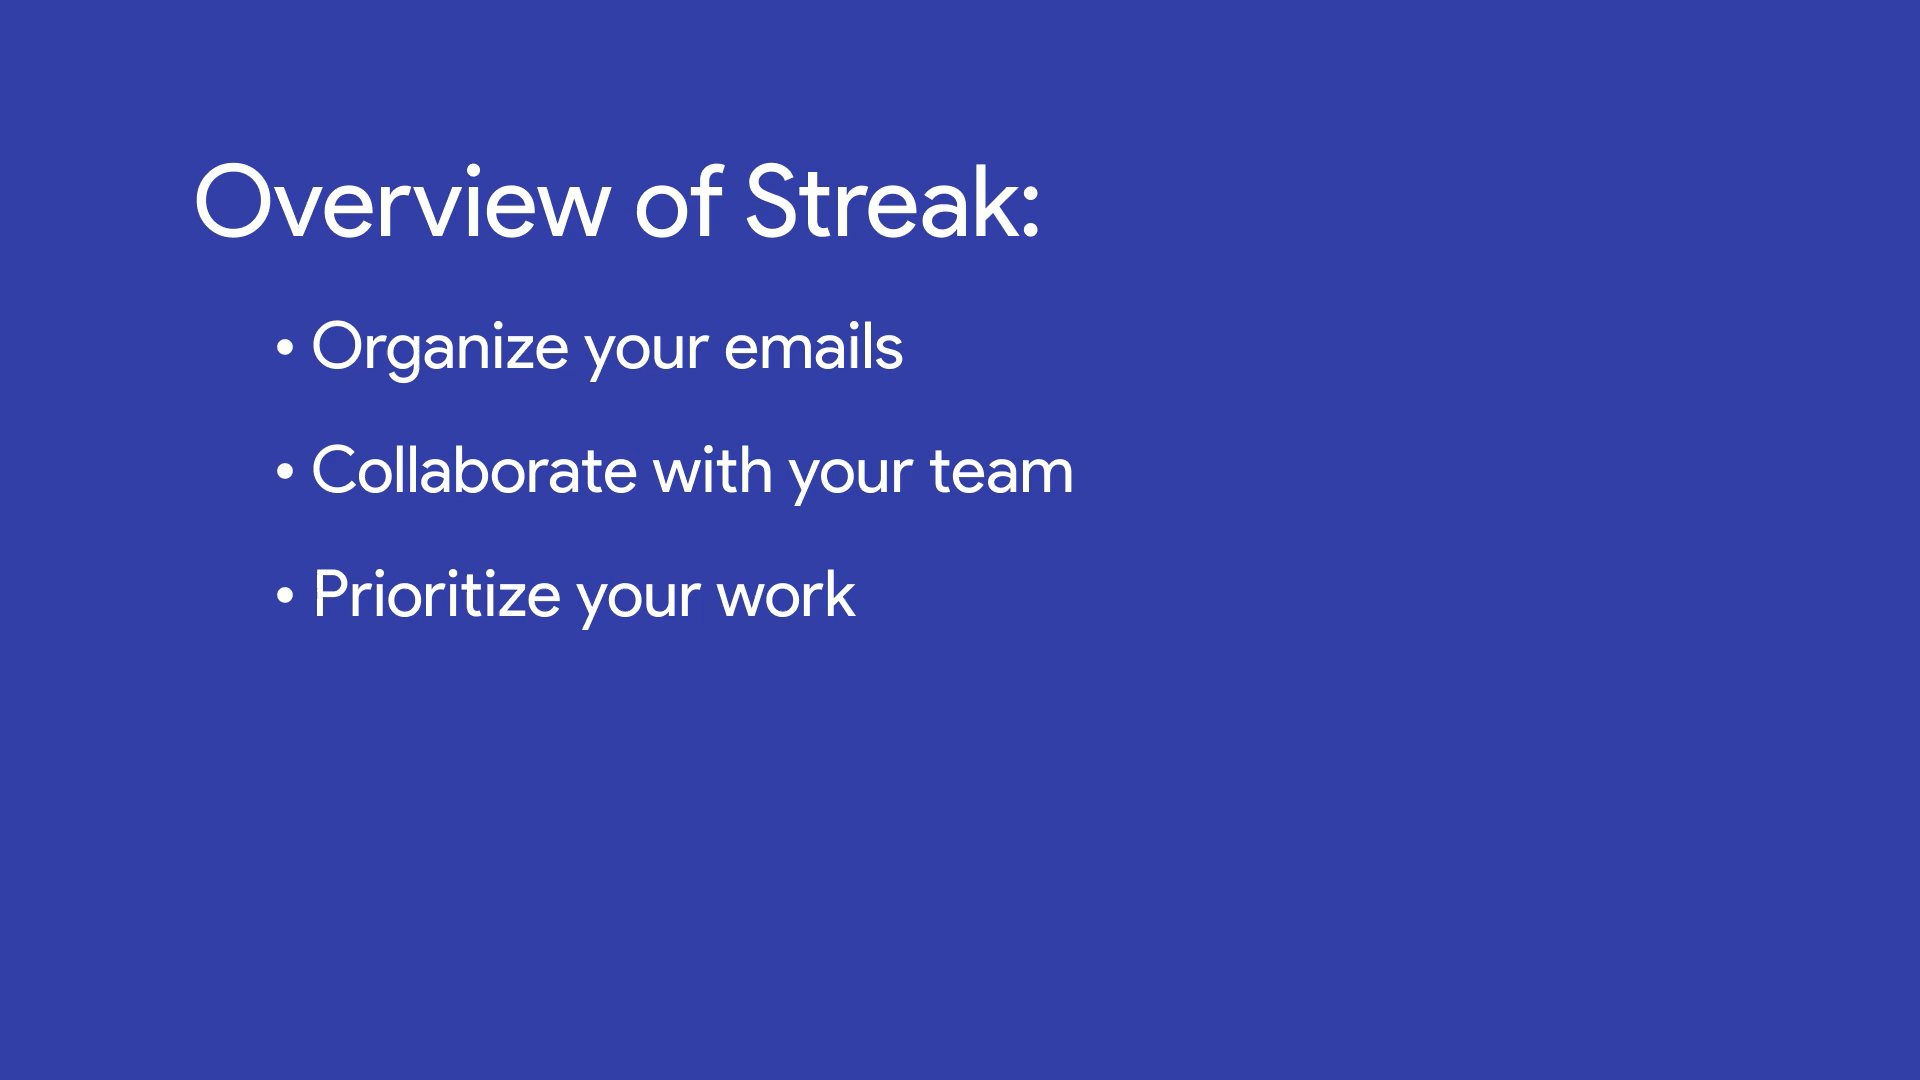 Overview of Streak:
• Organize your emails
• Collaborate with your team
• Prioritize your work